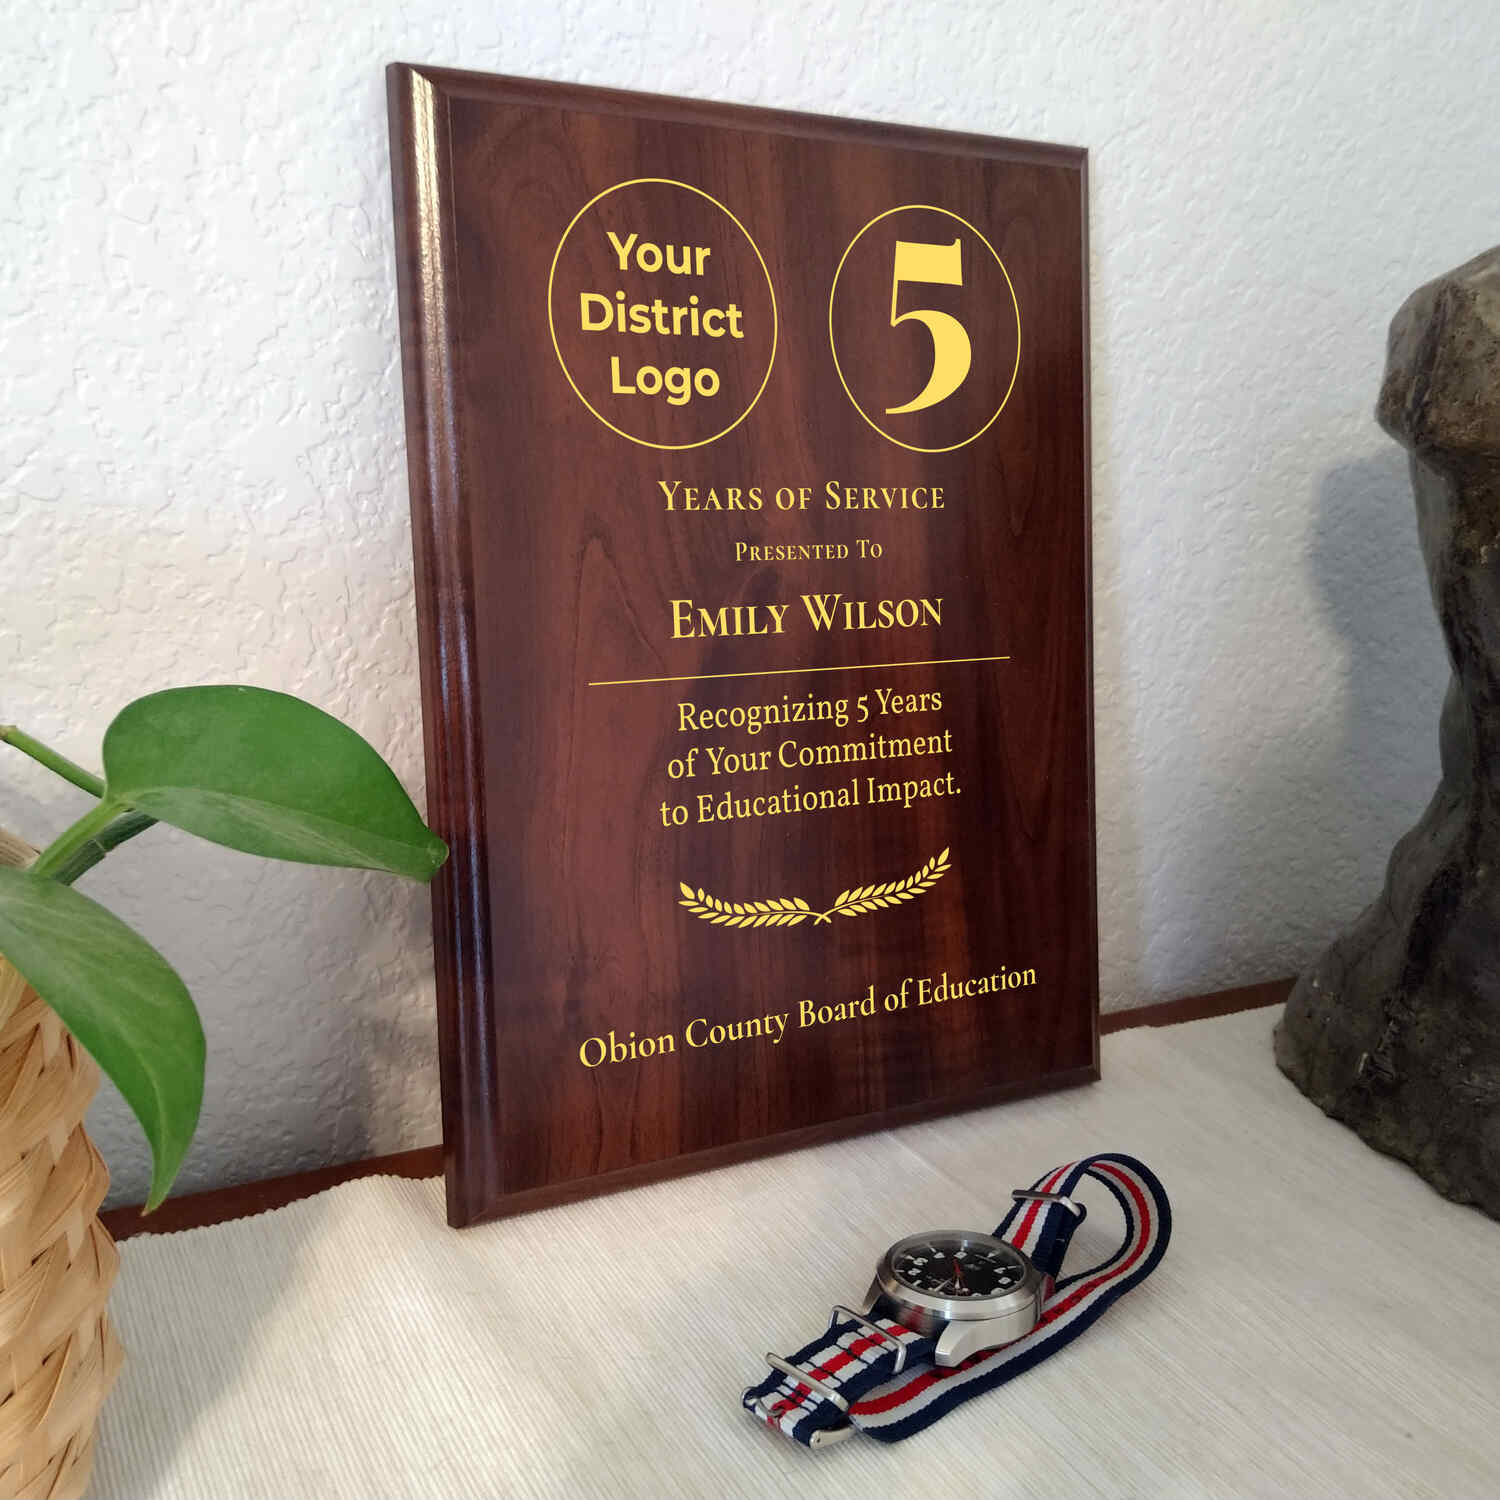 Your
District
Logo
5
Years of Service
Presented To
Emily Wilson
Recognizing 5 Years
of Your Commitment
to Educational Impact.
Obion County Board of Education